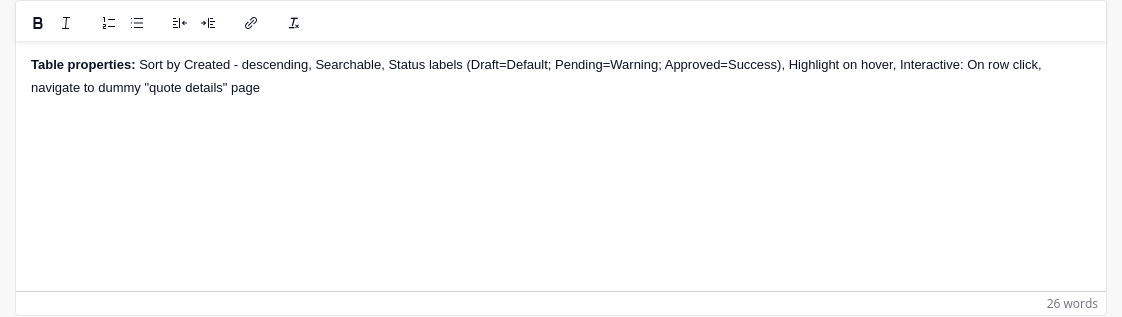 Table properties: Sort by Created - descending, Searchable, Status labels (Draft=Default; Pending=Warning; Approved=Success), Highlight on hover, Interactive: On row click,
navigate to dummy "quote details" page
26 words